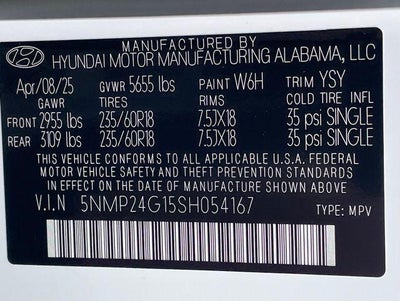 MANUFACTURED BY
HYUNDAI MOTOR MANUFACTURING ALABAMA, LLC
Apr/08/25 GVWR 5655 lbs PAINT W6H TRIM YSY
GAWR TIRES RIMS COLD TIRE INFL
FRONT 2955 lbs 235/60R18 7.5JX18 35 psi SINGLE
REAR 3109 lbs 235/60R18 7.5JX18 35 psi SINGLE
THIS VEHICLE CONFORMS TO ALL APPLICABLE U.S.A. FEDERAL
MOTOR VEHICLE SAFETY AND THEFT PREVENTION STANDARDS
IN EFFECT ON THE DATE OF MANUFACTURE SHOWN ABOVE.
V.I.N 5NMP24G15SH054167 TYPE: MPV